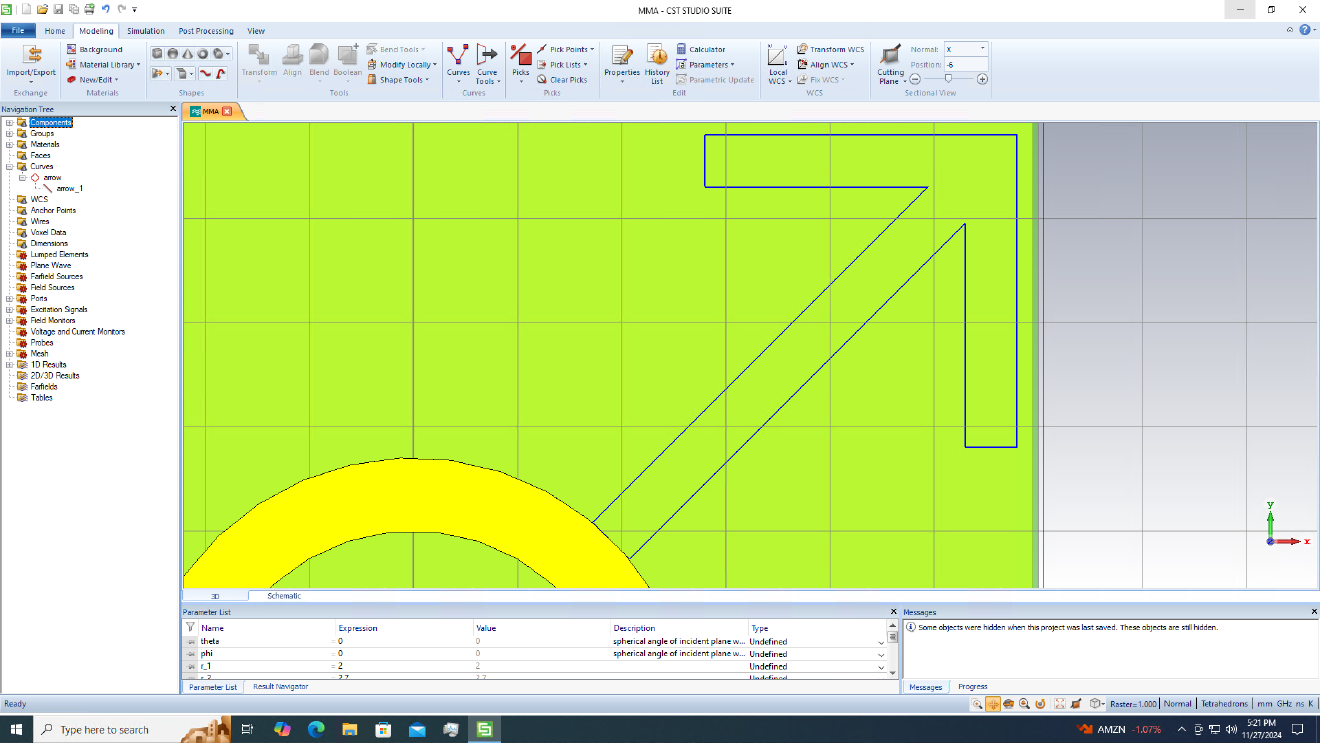 MMA - CST STUDIO SUITE
File Home Modeling Simulation Post Processing View
Import/Export
Exchange
Background
Material Library
New/Edit
Materials
Shapes
Transform
Align
Blend
Boolean
Bend Tools
Modify Locally
Shape Tools
Tools
Curves
Curve Tools
Curves
Picks
Pick Points
Pick Lists
Clear Picks
Picks
Properties
History List
Calculator
Parameters
Parametric Update
Edit
Local WCS
Transform WCS
Align WCS
Fix WCS
WCS
Cutting Plane
Normal: X
Position: -6
Sectional View
Navigation Tree
MMA
Components
Groups
Materials
Faces
Curves
arrow
arrow_1
WCS
Anchor Points
Wires
Voxel Data
Dimensions
Lumped Elements
Plane Wave
Farfield Sources
Field Sources
Ports
Excitation Signals
Field Monitors
Voltage and Current Monitors
Probes
Mesh
1D Results
2D/3D Results
Farfields
Tables
y
x
3D Schematic
Parameter List
Name Expression Value Description Type
theta = 0 0 spherical angle of incident plane w... Undefined
phi = 0 0 spherical angle of incident plane w... Undefined
r_1 = 2 2 Undefined
r_2 = 2.7 2.7 Undefined
Parameter List Result Navigator
Messages
Some objects were hidden when this project was last saved. These objects are still hidden.
Messages Progress
Ready
Raster=1.000 Normal Tetrahedrons mm GHz ns K
Type here to search
AMZN -1.07%
5:21 PM
11/27/2024